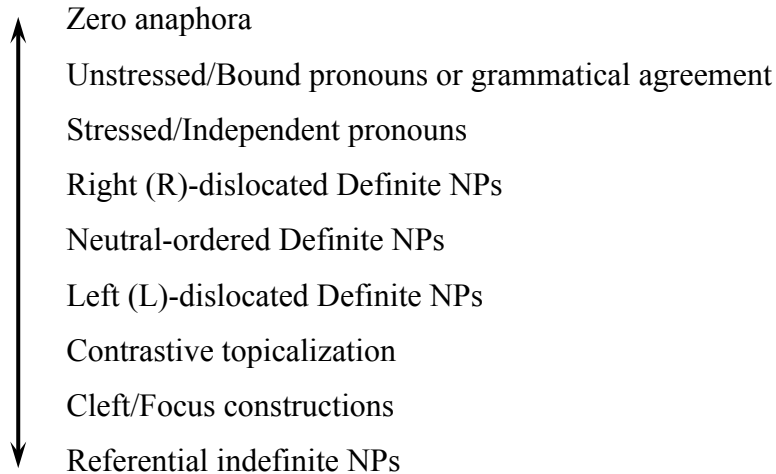 Zero anaphora
Unstressed/Bound pronouns or grammatical agreement
Stressed/Independent pronouns
Right (R)-dislocated Definite NPs
Neutral-ordered Definite NPs
Left (L)-dislocated Definite NPs
Contrastive topicalization
Cleft/Focus constructions
Referential indefinite NPs